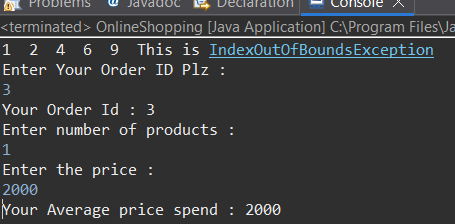 Problems Javadoc Declaration Console
<terminated> OnlineShopping [Java Application] C:\Program Files\Ja
1 2 4 6 9 This is IndexOutOfBoundsException
Enter Your Order ID Plz :
3
Your Order Id : 3
Enter number of products :
1
Enter the price :
2000
Your Average price spend : 2000